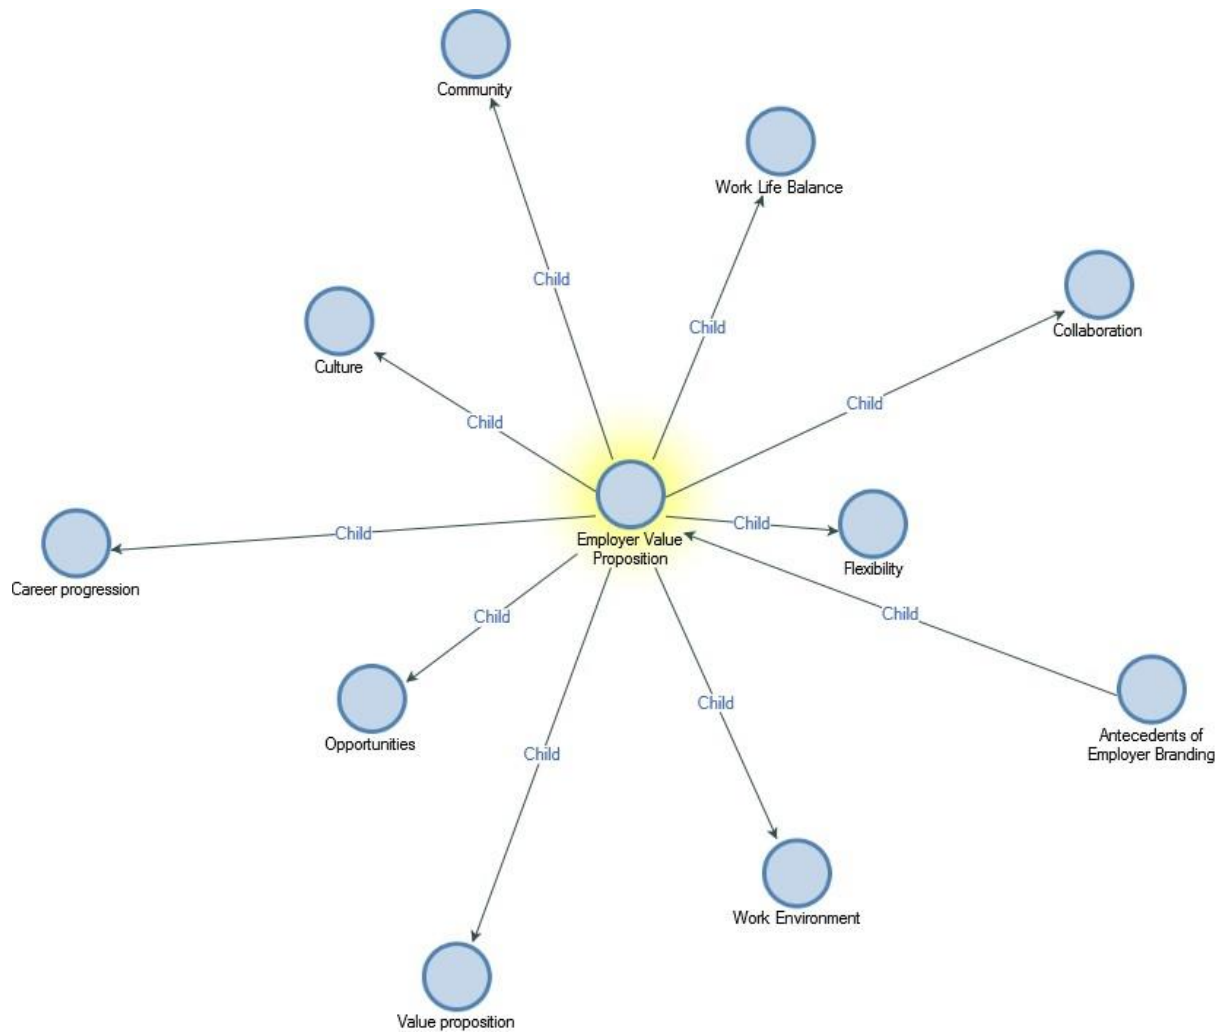 Community
Work Life Balance
Child
Collaboration
Child
Culture
Child
Child
Child
Child
Child
Employer Value
Proposition
Flexibility
Career progression
Child
Child
Child
Antecedents of
Employer Branding
Opportunities
Child
Work Environment
Value proposition